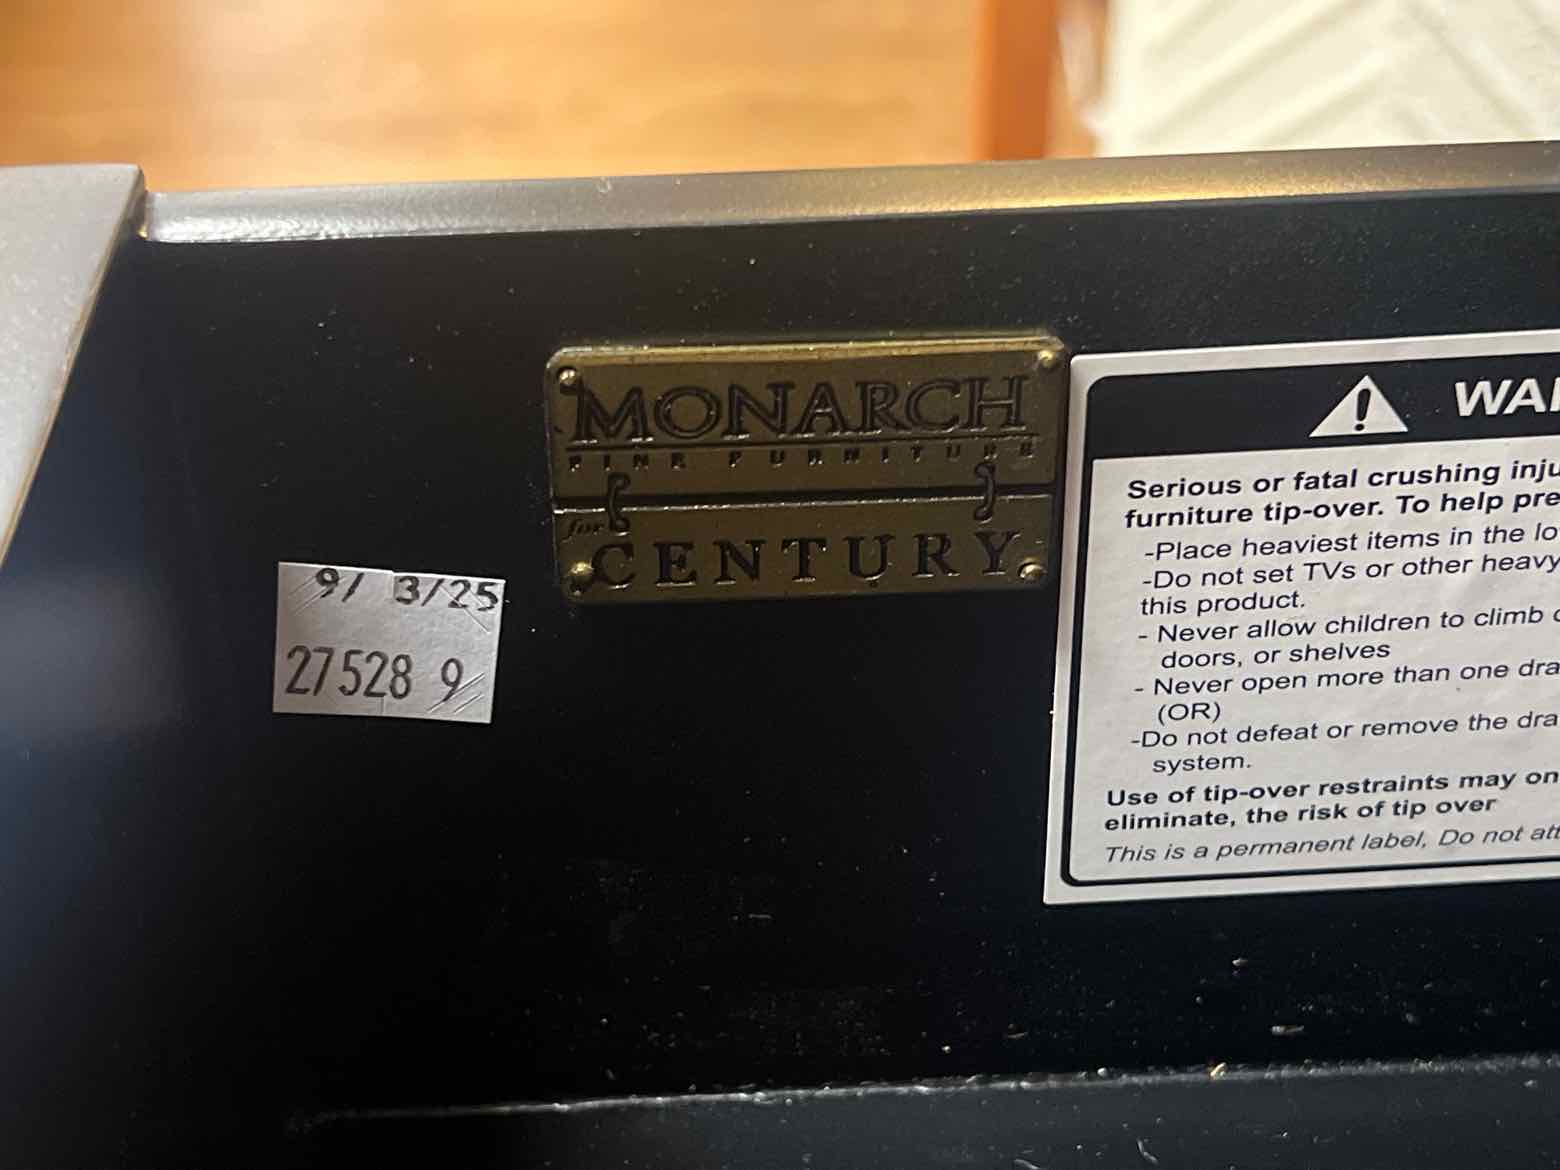 MONARCH
FINE FURNITURE
for
CENTURY
9/ 3/25
27528 9
WA
Serious or fatal crushing inju
furniture tip-over. To help pre
-Place heaviest items in the lo
-Do not set TVs or other heavy
this product.
- Never allow children to climb
doors, or shelves
- Never open more than one dra
(OR)
-Do not defeat or remove the dra
system.
Use of tip-over restraints may on
eliminate, the risk of tip over
This is a permanent label, Do not att